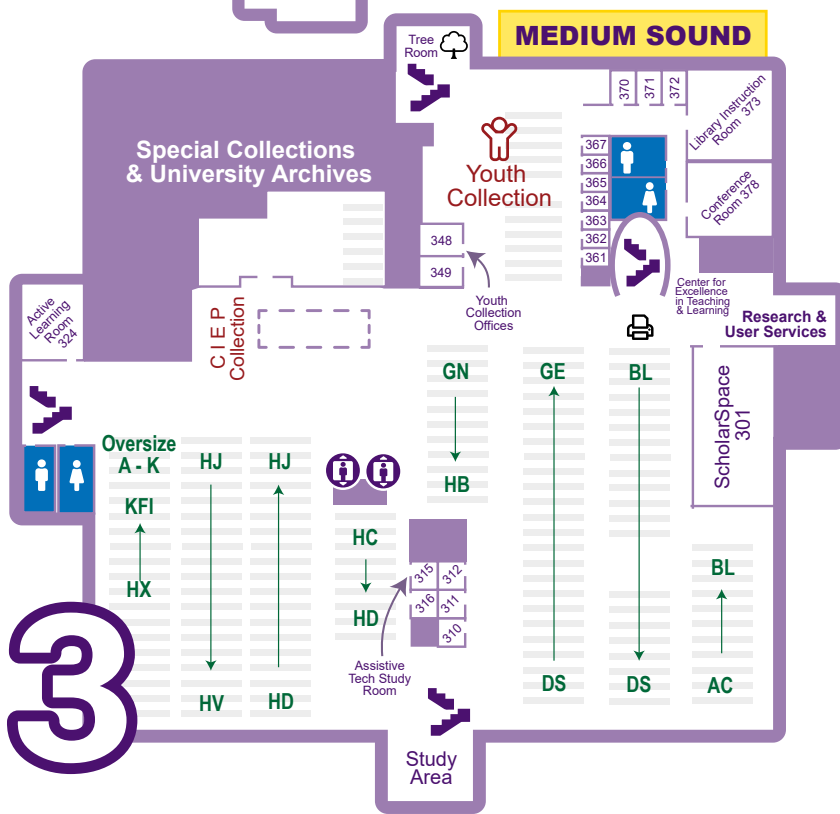 MEDIUM SOUND
Tree
Room
370
371
372
Library Instruction
Room 373
Special Collections
& University Archives
Youth
Collection
367
366
365
364
363
362
361
Conference
Room 378
348
349
Youth
Collection
Offices
Center for
Excellence
in Teaching
& Learning
Active
Learning
Room
324
CIEP
Collection
Research &
User Services
GN
GE
BL
ScholarSpace
301
Oversize
A - K
HJ
HJ
HB
KFI
HC
BL
HX
315
312
316
311
310
HD
3
Assistive
Tech Study
Room
HV
HD
DS
DS
AC
Study
Area